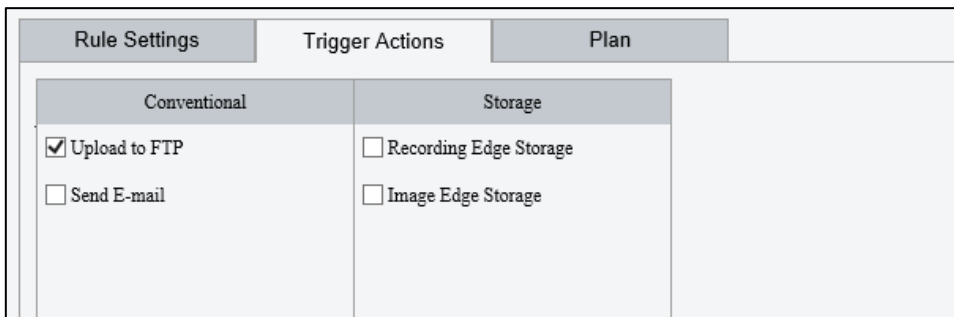 Rule Settings Trigger Actions Plan
Conventional Storage
Upload to FTP Recording Edge Storage
Send E-mail Image Edge Storage